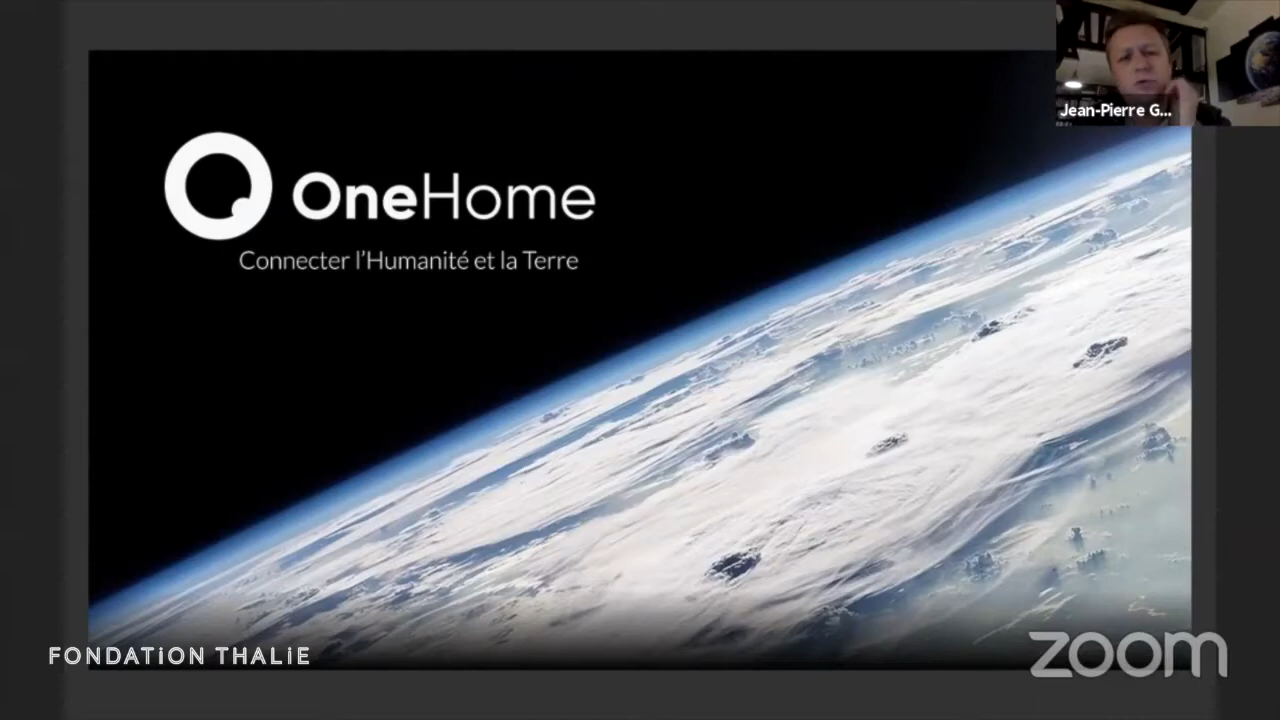 Jean-Pierre G...
OneHome
Connecter l'Humanité et la Terre
FONDATiON THALiE
zoom